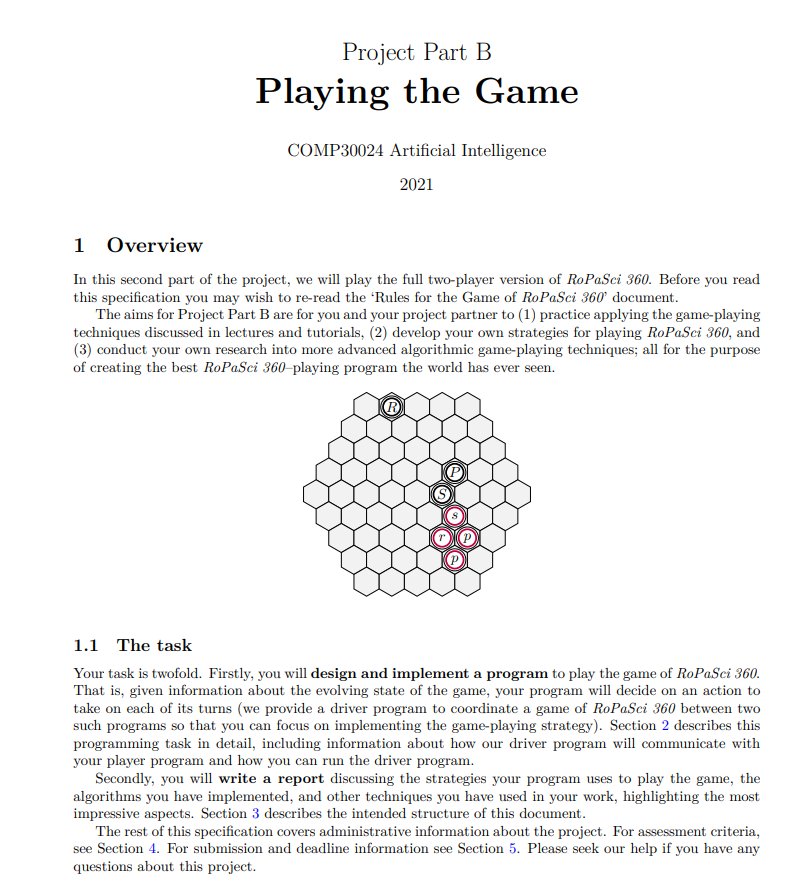 Project Part B
Playing the Game
COMP30024 Artificial Intelligence
2021
1 Overview
In this second part of the project, we will play the full two-player version of RoPaSci 360. Before you read
this specification you may wish to re-read the ‘Rules for the Game of RoPaSci 360’ document.
The aims for Project Part B are for you and your project partner to (1) practice applying the game-playing
techniques discussed in lectures and tutorials, (2) develop your own strategies for playing RoPaSci 360, and
(3) conduct your own research into more advanced algorithmic game-playing techniques; all for the purpose
of creating the best RoPaSci 360–playing program the world has ever seen.
R
P
S
s
r p
p
1.1 The task
Your task is twofold. Firstly, you will design and implement a program to play the game of RoPaSci 360.
That is, given information about the evolving state of the game, your program will decide on an action to
take on each of its turns (we provide a driver program to coordinate a game of RoPaSci 360 between two
such programs so that you can focus on implementing the game-playing strategy). Section 2 describes this
programming task in detail, including information about how our driver program will communicate with
your player program and how you can run the driver program.
Secondly, you will write a report discussing the strategies your program uses to play the game, the
algorithms you have implemented, and other techniques you have used in your work, highlighting the most
impressive aspects. Section 3 describes the intended structure of this document.
The rest of this specification covers administrative information about the project. For assessment criteria,
see Section 4. For submission and deadline information see Section 5. Please seek our help if you have any
questions about this project.